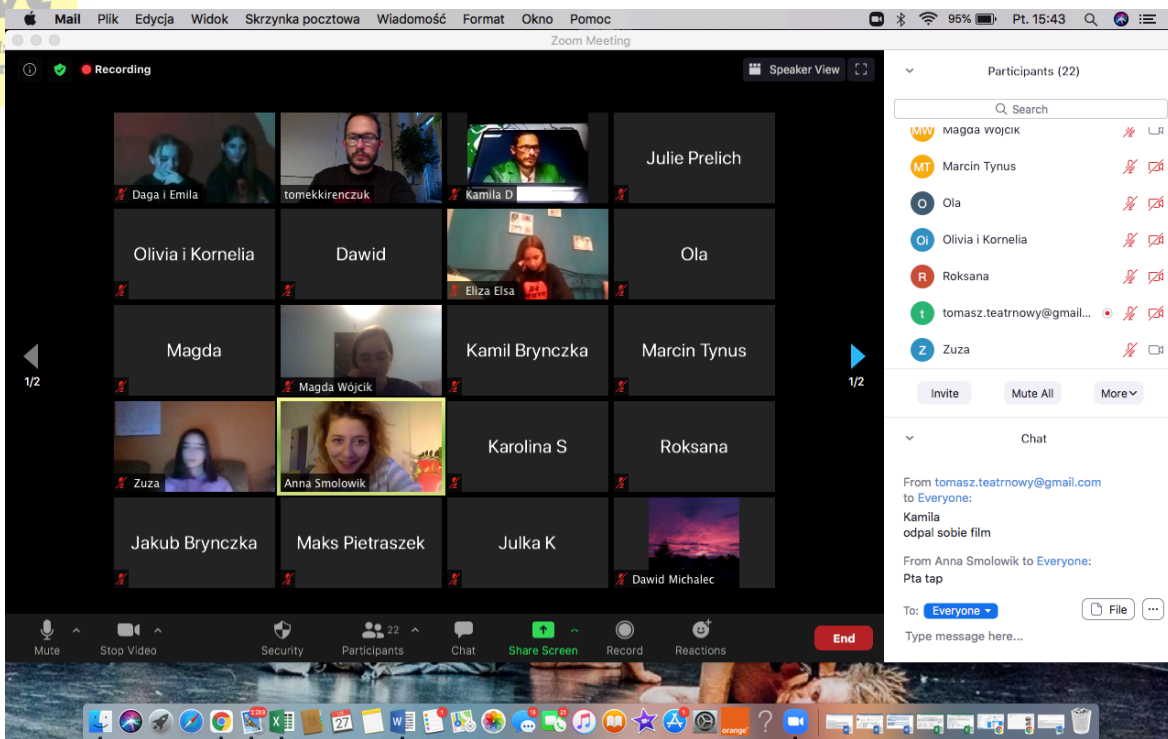 Mail Plik Edycja Widok Skrzynka pocztowa Wiadomość Format Okno Pomoc 95% Pt. 15:43
Zoom Meeting
Recording
Speaker View
Daga i Emila
tomekkirenczuk
Kamila D
Julie Prelich
Olivia i Kornelia
Dawid
Eliza Elsa
Ola
Magda
Magda Wójcik
Kamil Brynczka
Marcin Tynus
Zuza
Anna Smolowik
Karolina S
Roksana
Jakub Brynczka
Maks Pietraszek
Julka K
Dawid Michalec
1/2
1/2
Mute
Stop Video
Security
22
Participants
Chat
Share Screen
Record
Reactions
End
Participants (22)
Search
MW Magda Wójcik
MT Marcin Tynus
O Ola
Oi Olivia i Kornelia
R Roksana
t tomasz.teatrnowy@gmail...
Z Zuza
Invite Mute All More
Chat
From tomasz.teatrnowy@gmail.com
to Everyone:
Kamila
odpal sobie film
From Anna Smolowik to Everyone:
Pta tap
To: Everyone File
Type message here...
27
orange